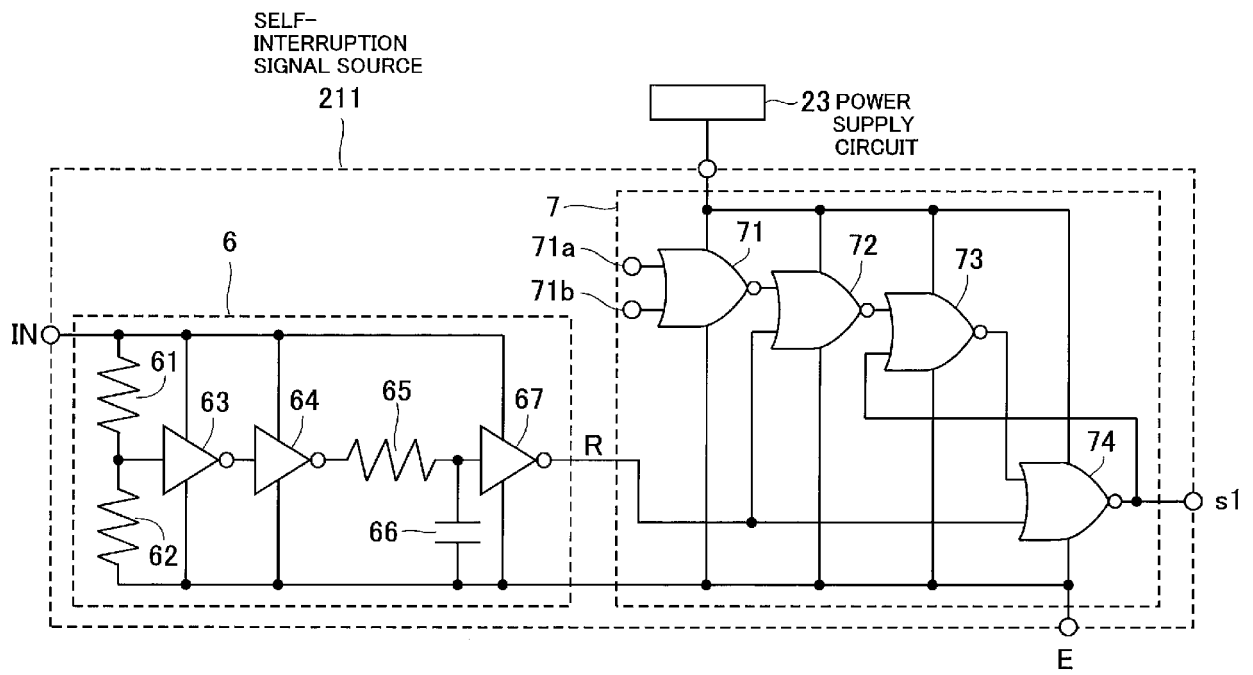 SELF-
INTERRUPTION
SIGNAL SOURCE
211
23 POWER
SUPPLY
CIRCUIT
7
71a
71
72
73
71b
6
IN
61
63
64
65
67
R
74
s1
62
66
E